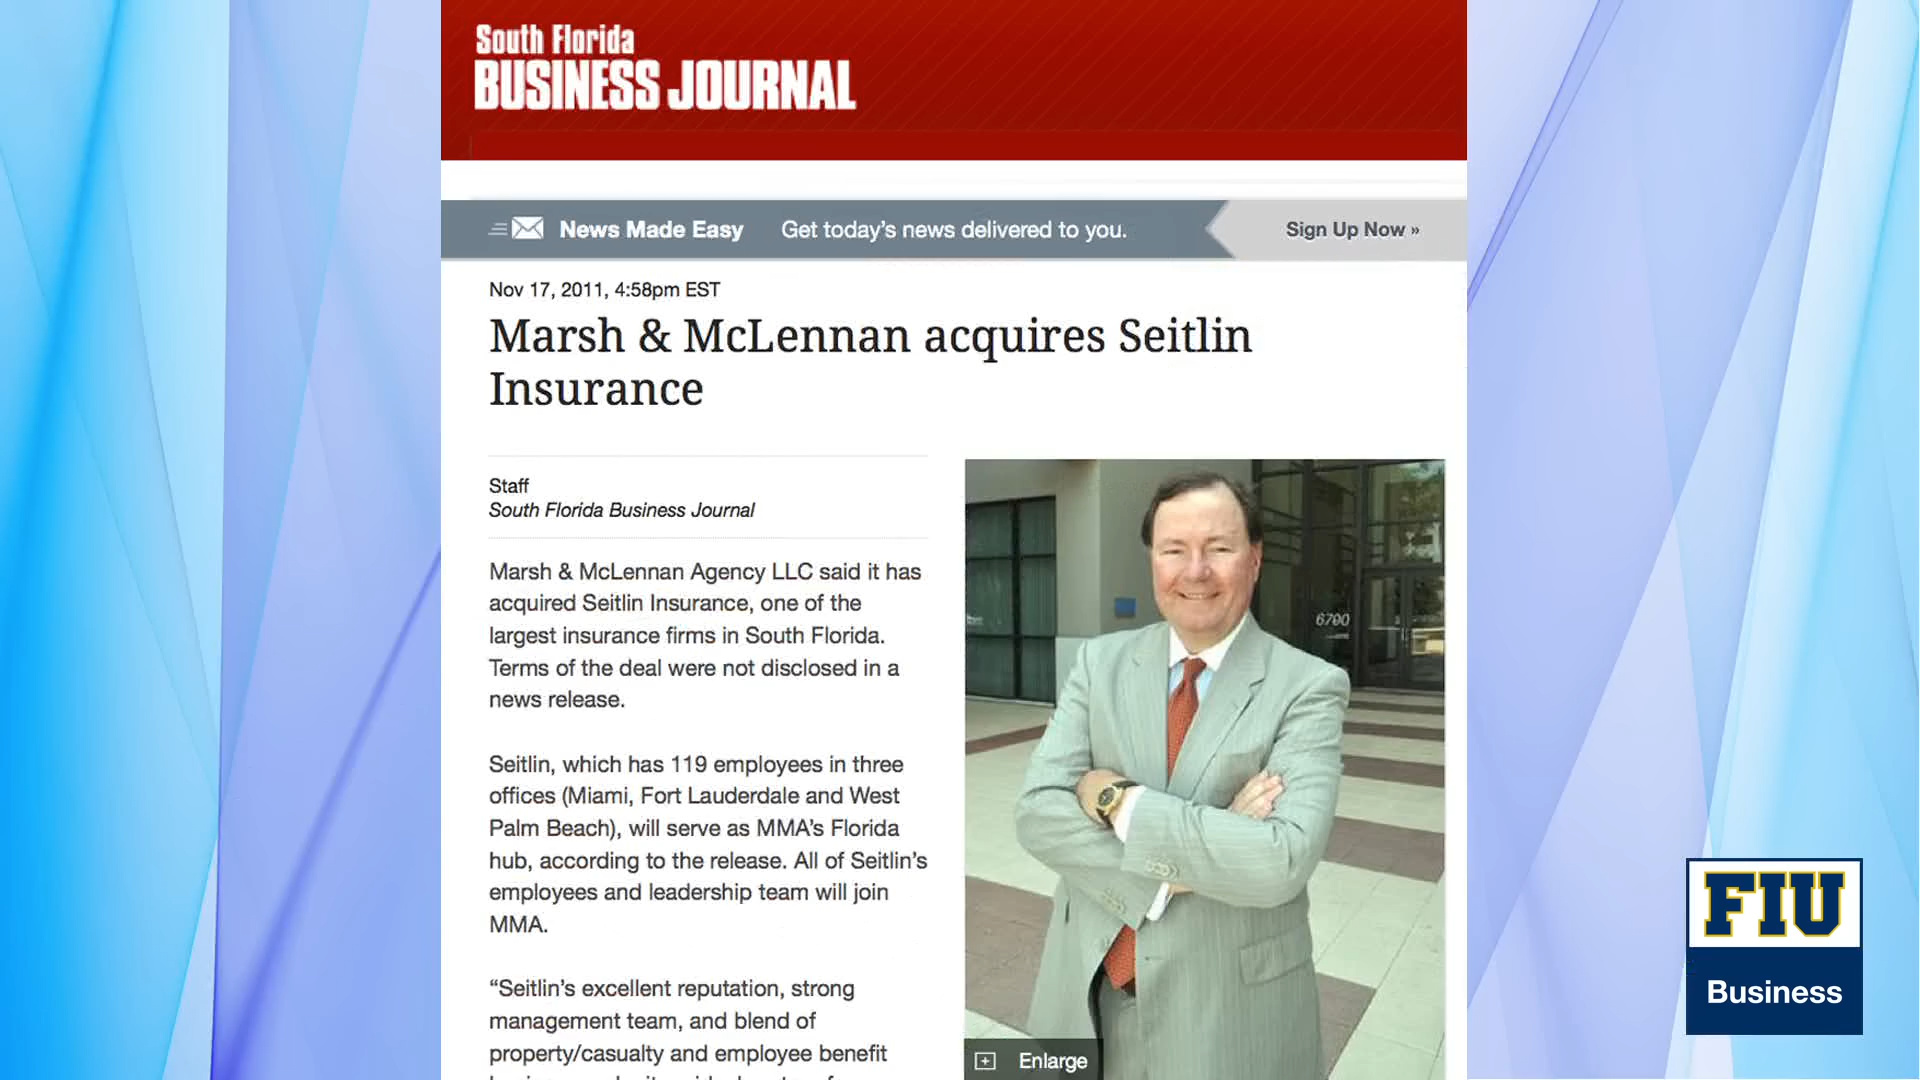 South Florida
BUSINESS JOURNAL
News Made Easy Get today's news delivered to you. Sign Up Now »
Nov 17, 2011, 4:58pm EST
Marsh & McLennan acquires Seitlin
Insurance
Staff
South Florida Business Journal
Marsh & McLennan Agency LLC said it has
acquired Seitlin Insurance, one of the
largest insurance firms in South Florida.
Terms of the deal were not disclosed in a
news release.
Seitlin, which has 119 employees in three
offices (Miami, Fort Lauderdale and West
Palm Beach), will serve as MMA's Florida
hub, according to the release. All of Seitlin's
employees and leadership team will join
MMA.
“Seitlin's excellent reputation, strong
management team, and blend of
property/casualty and employee benefit
6700
Enlarge
FIU
Business